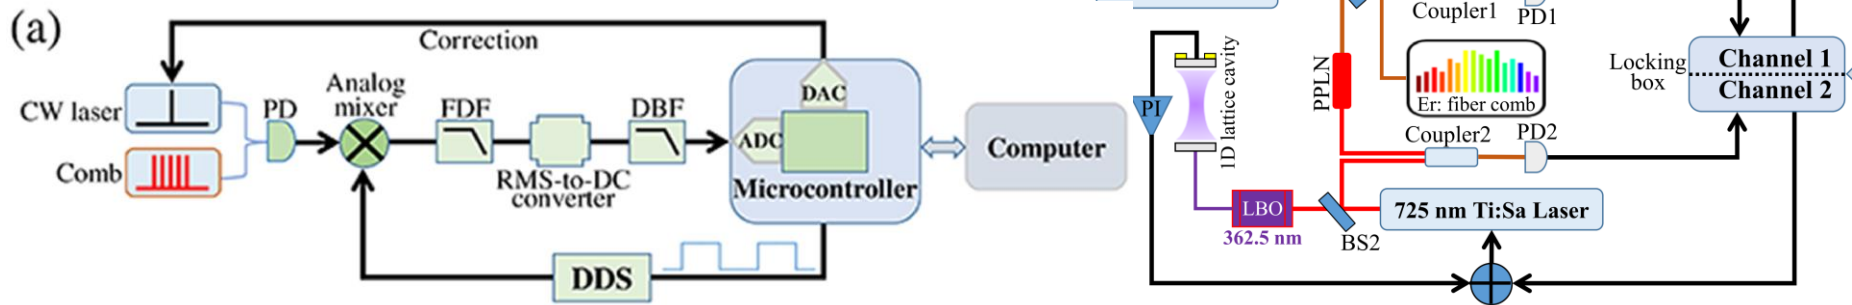 (a)
Correction
CW laser
Comb
PD
Analog
mixer
FDF
RMS-to-DC
converter
DBF
ADC
DAC
Microcontroller
Computer
DDS
PI
1D lattice cavity
LBO
362.5 nm
BS2
725 nm Ti:Sa Laser
PPLN
Coupler1
PD1
Er: fiber comb
Coupler2
PD2
Locking
box
Channel 1
Channel 2